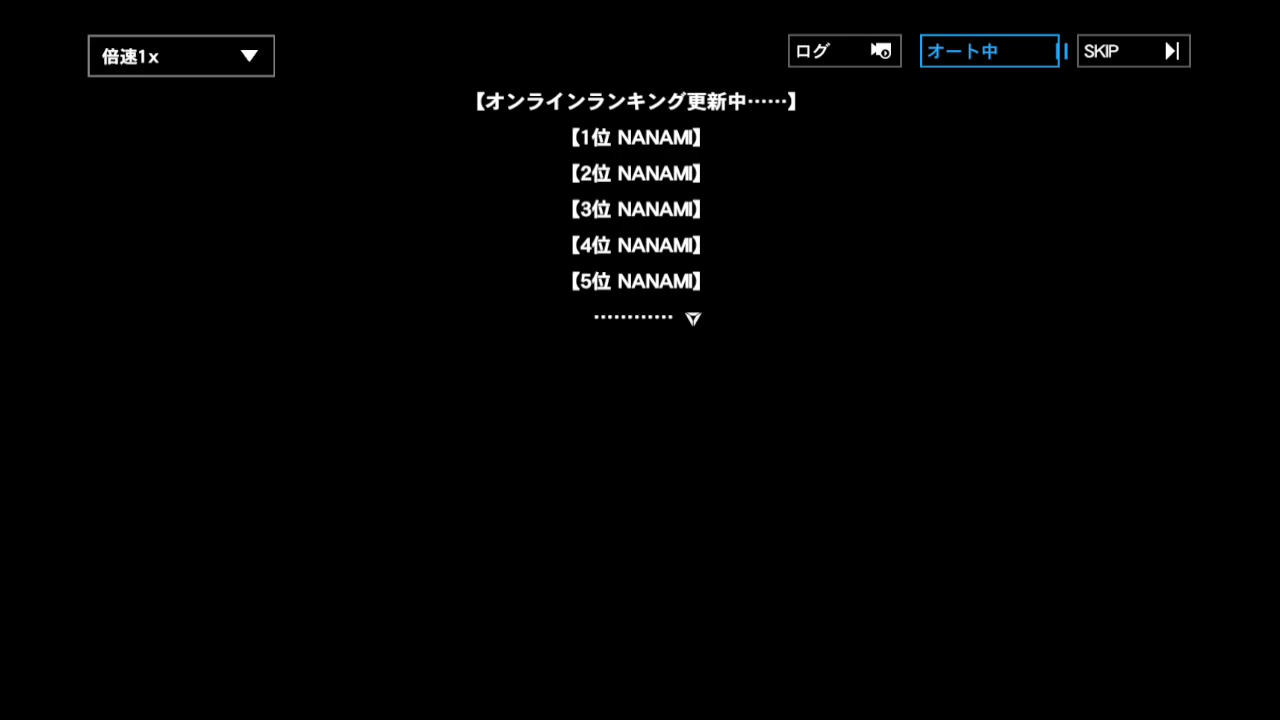 倍速1x
ログ
オート中
SKIP
【オンラインランキング更新中……】
【1位 NANAMI】
【2位 NANAMI】
【3位 NANAMI】
【4位 NANAMI】
【5位 NANAMI】
…………